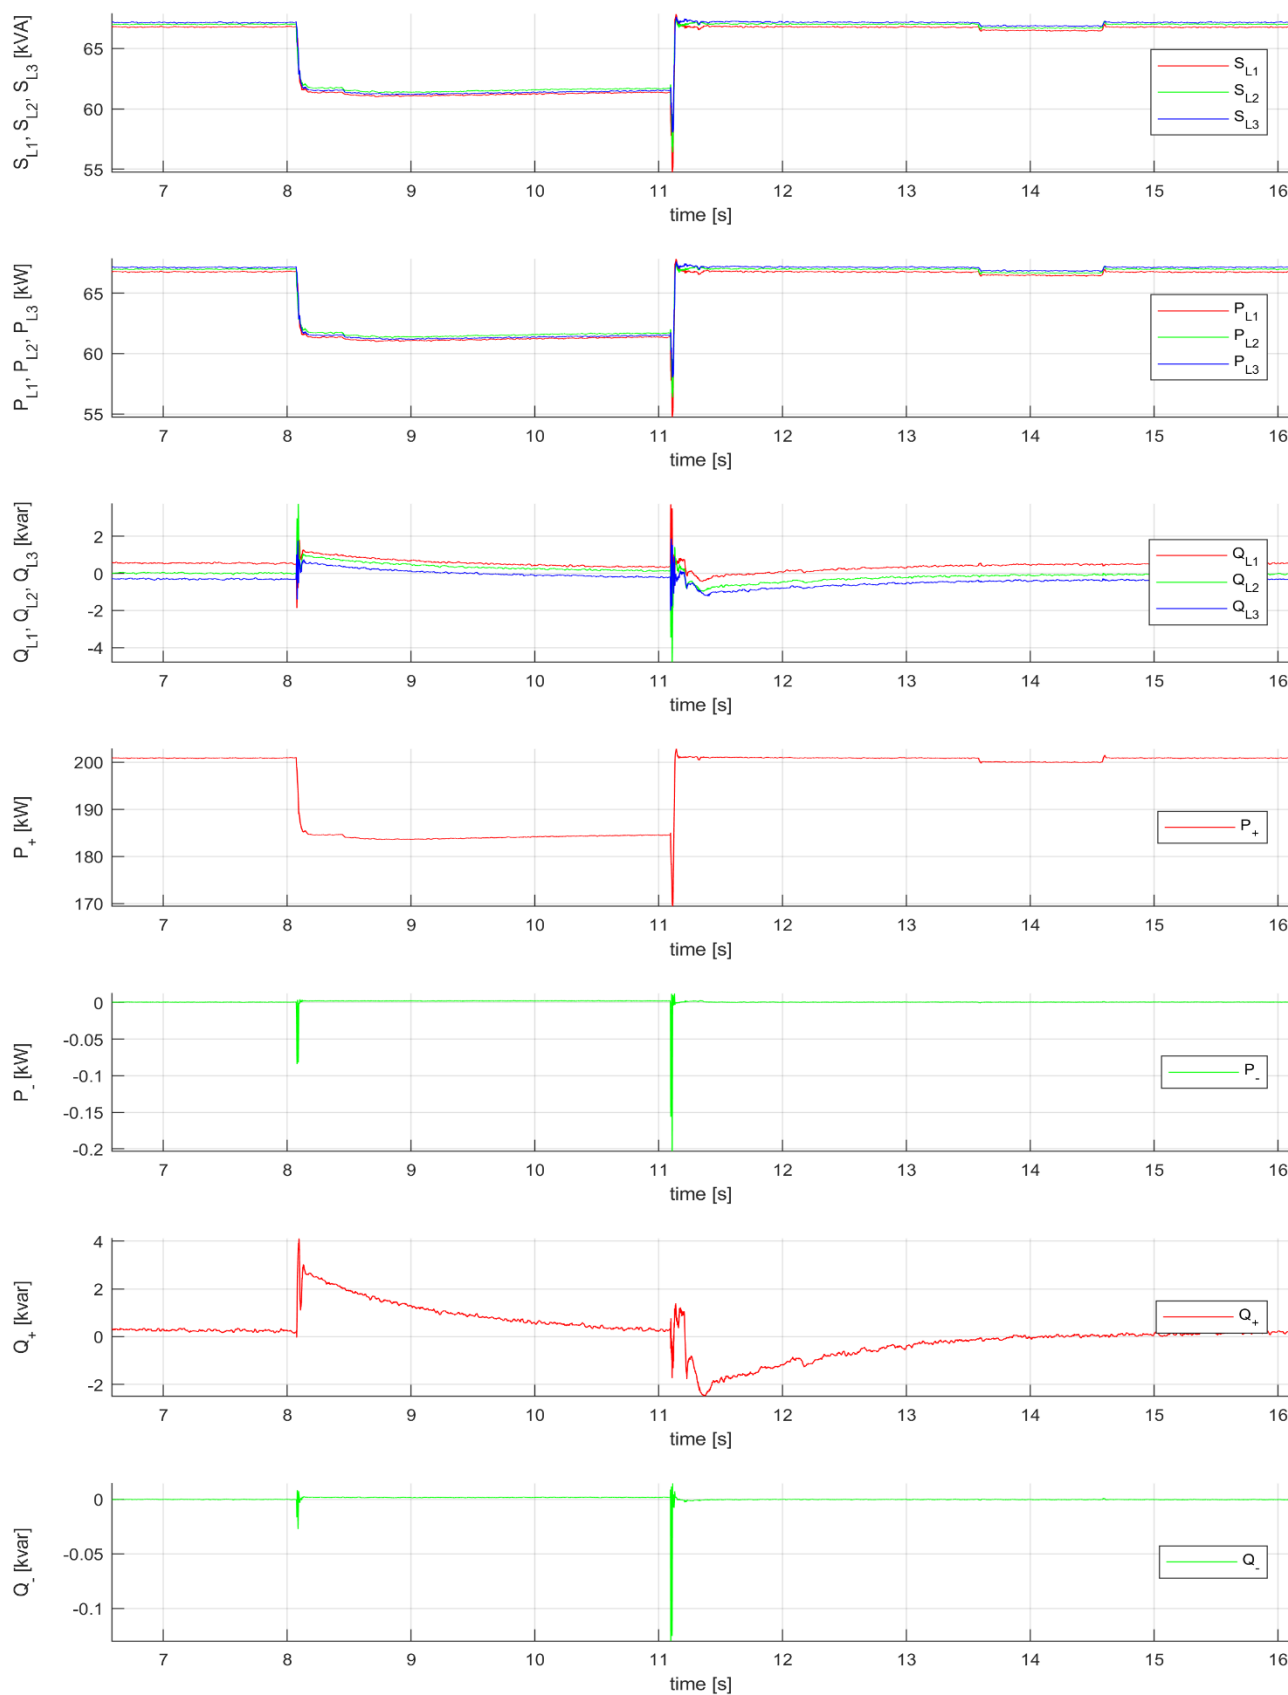 S_L1, S_L2, S_L3 [kVA]
65
60
55
7 8 9 10 11 12 13 14 15 16
time [s]
S_L1
S_L2
S_L3
P_L1, P_L2, P_L3 [kW]
65
60
55
7 8 9 10 11 12 13 14 15 16
time [s]
P_L1
P_L2
P_L3
Q_L1, Q_L2, Q_L3 [kvar]
2
0
-2
-4
7 8 9 10 11 12 13 14 15 16
time [s]
Q_L1
Q_L2
Q_L3
P_+ [kW]
200
190
180
170
7 8 9 10 11 12 13 14 15 16
time [s]
P_+
P_- [kW]
0
-0.05
-0.1
-0.15
-0.2
7 8 9 10 11 12 13 14 15 16
time [s]
P_-
Q_+ [kvar]
4
2
0
-2
7 8 9 10 11 12 13 14 15 16
time [s]
Q_+
Q_- [kvar]
0
-0.05
-0.1
7 8 9 10 11 12 13 14 15 16
time [s]
Q_-